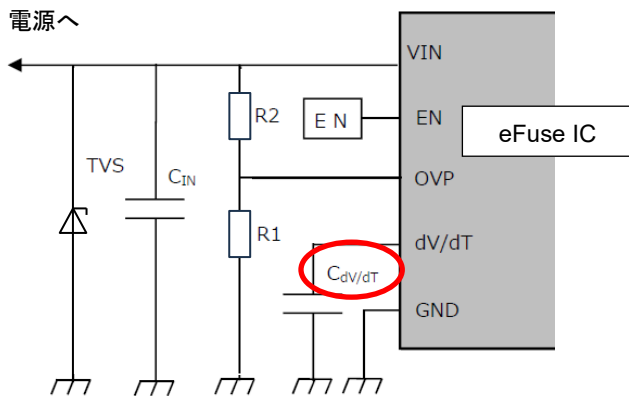 電源へ
VIN
R2
E N
EN
eFuse IC
TVS
CIN
OVP
R1
dV/dT
CdV/dT
GND